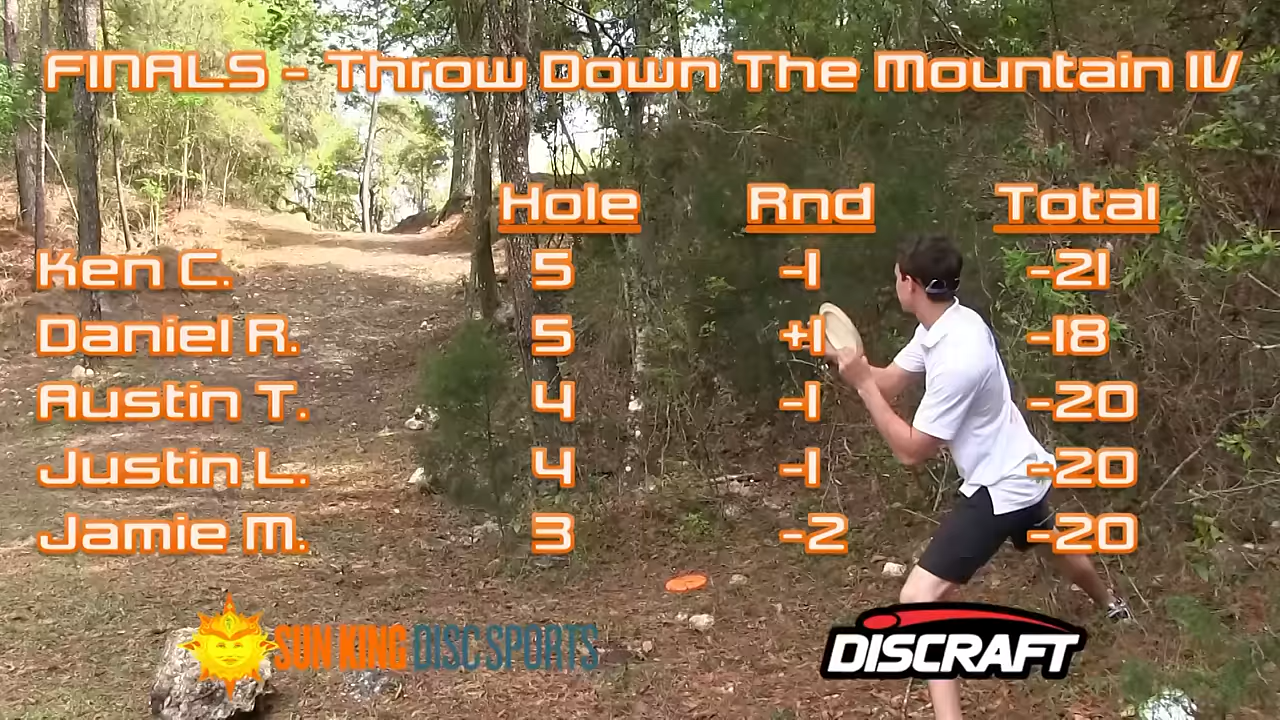 FINALS - Throw Down The Mountain IV
Hole Rnd Total
Ken C. 5 -1 -21
Daniel R. 5 +1 -18
Austin T. 4 -1 -20
Justin L. 4 -1 -20
Jamie M. 3 -2 -20
SUN KING DISC SPORTS
DISCRAFT